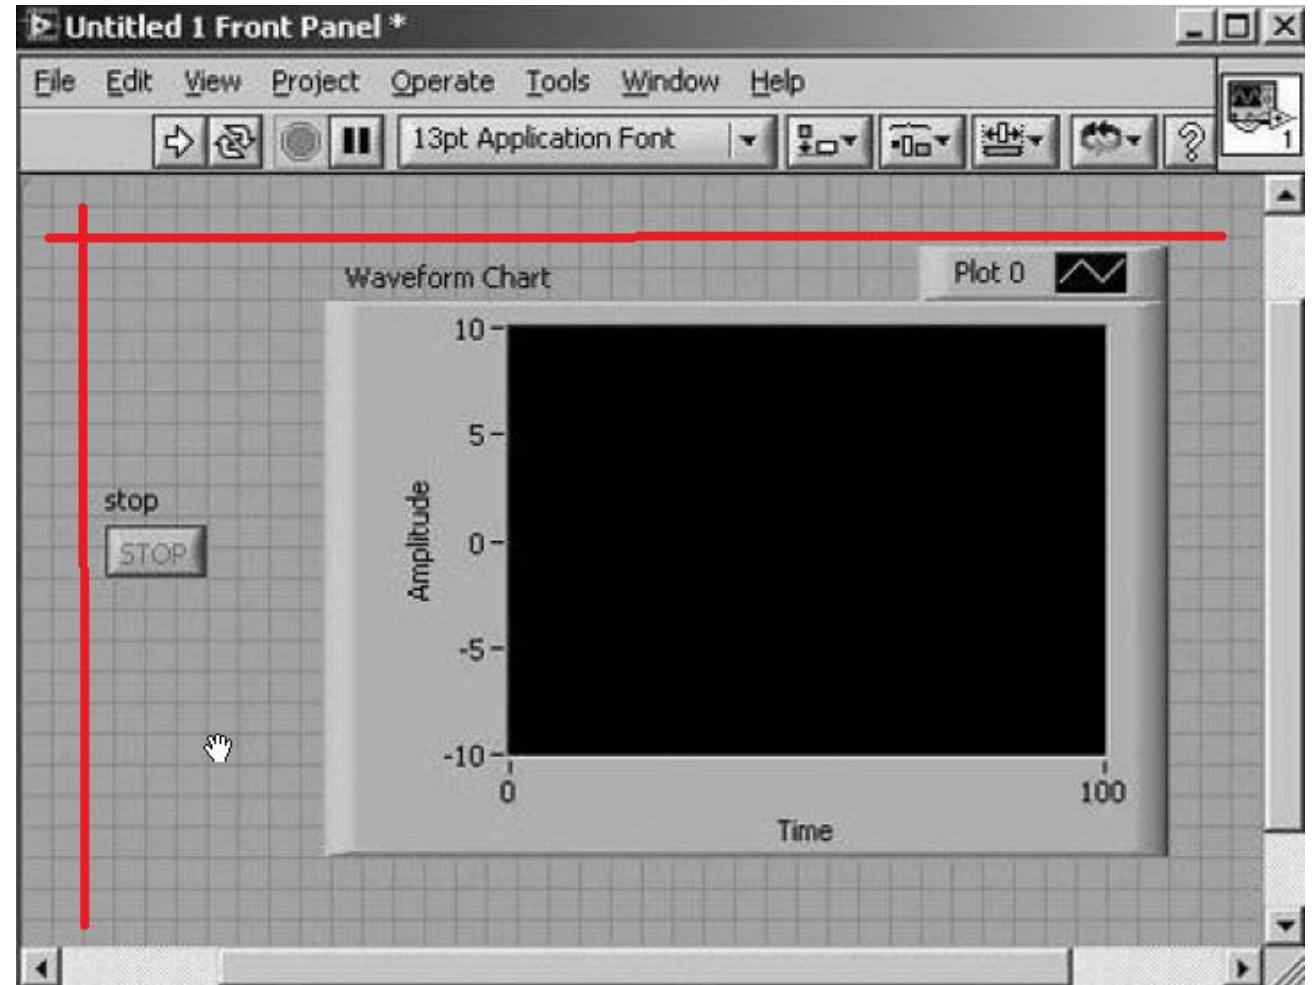 Untitled 1 Front Panel *
File Edit View Project Operate Tools Window Help
13pt Application Font
?
1
Waveform Chart
Plot 0
10
5
0
-5
-10
Amplitude
0
100
Time
stop
STOP